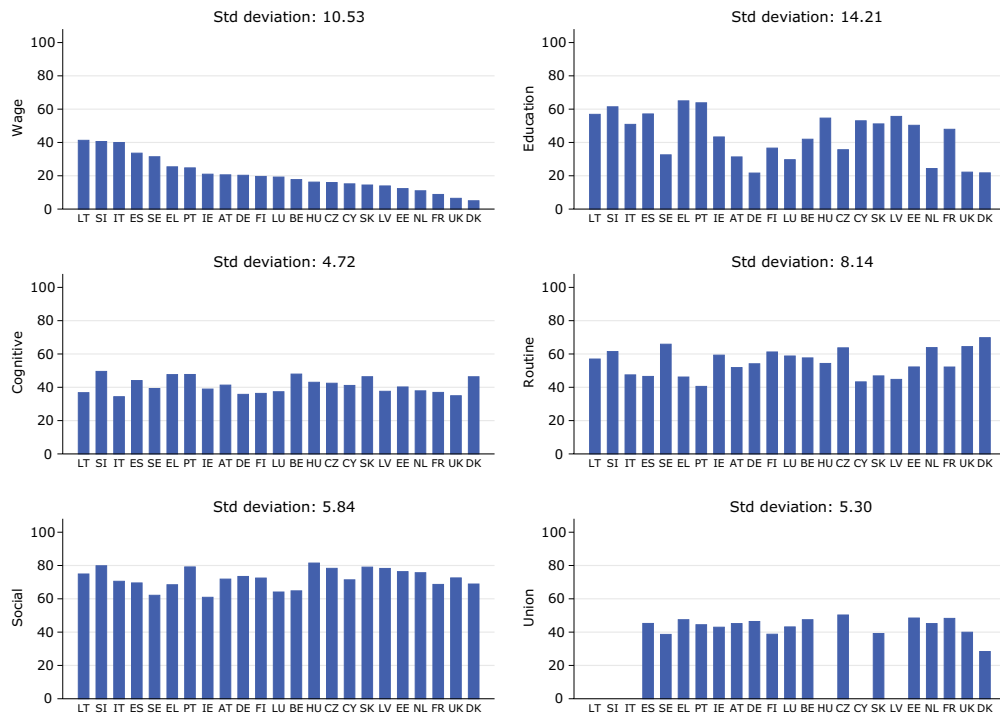 Std deviation: 10.53
Wage
100
80
60
40
20
0
LT SI IT ES SE EL PT IE AT DE FI LU BE HU CZ CY SK LV EE NL FR UK DK
Std deviation: 14.21
Education
100
80
60
40
20
0
LT SI IT ES SE EL PT IE AT DE FI LU BE HU CZ CY SK LV EE NL FR UK DK
Std deviation: 4.72
Cognitive
100
80
60
40
20
0
LT SI IT ES SE EL PT IE AT DE FI LU BE HU CZ CY SK LV EE NL FR UK DK
Std deviation: 8.14
Routine
100
80
60
40
20
0
LT SI IT ES SE EL PT IE AT DE FI LU BE HU CZ CY SK LV EE NL FR UK DK
Std deviation: 5.84
Social
100
80
60
40
20
0
LT SI IT ES SE EL PT IE AT DE FI LU BE HU CZ CY SK LV EE NL FR UK DK
Std deviation: 5.30
Union
100
80
60
40
20
0
LT SI IT ES SE EL PT IE AT DE FI LU BE HU CZ CY SK LV EE NL FR UK DK